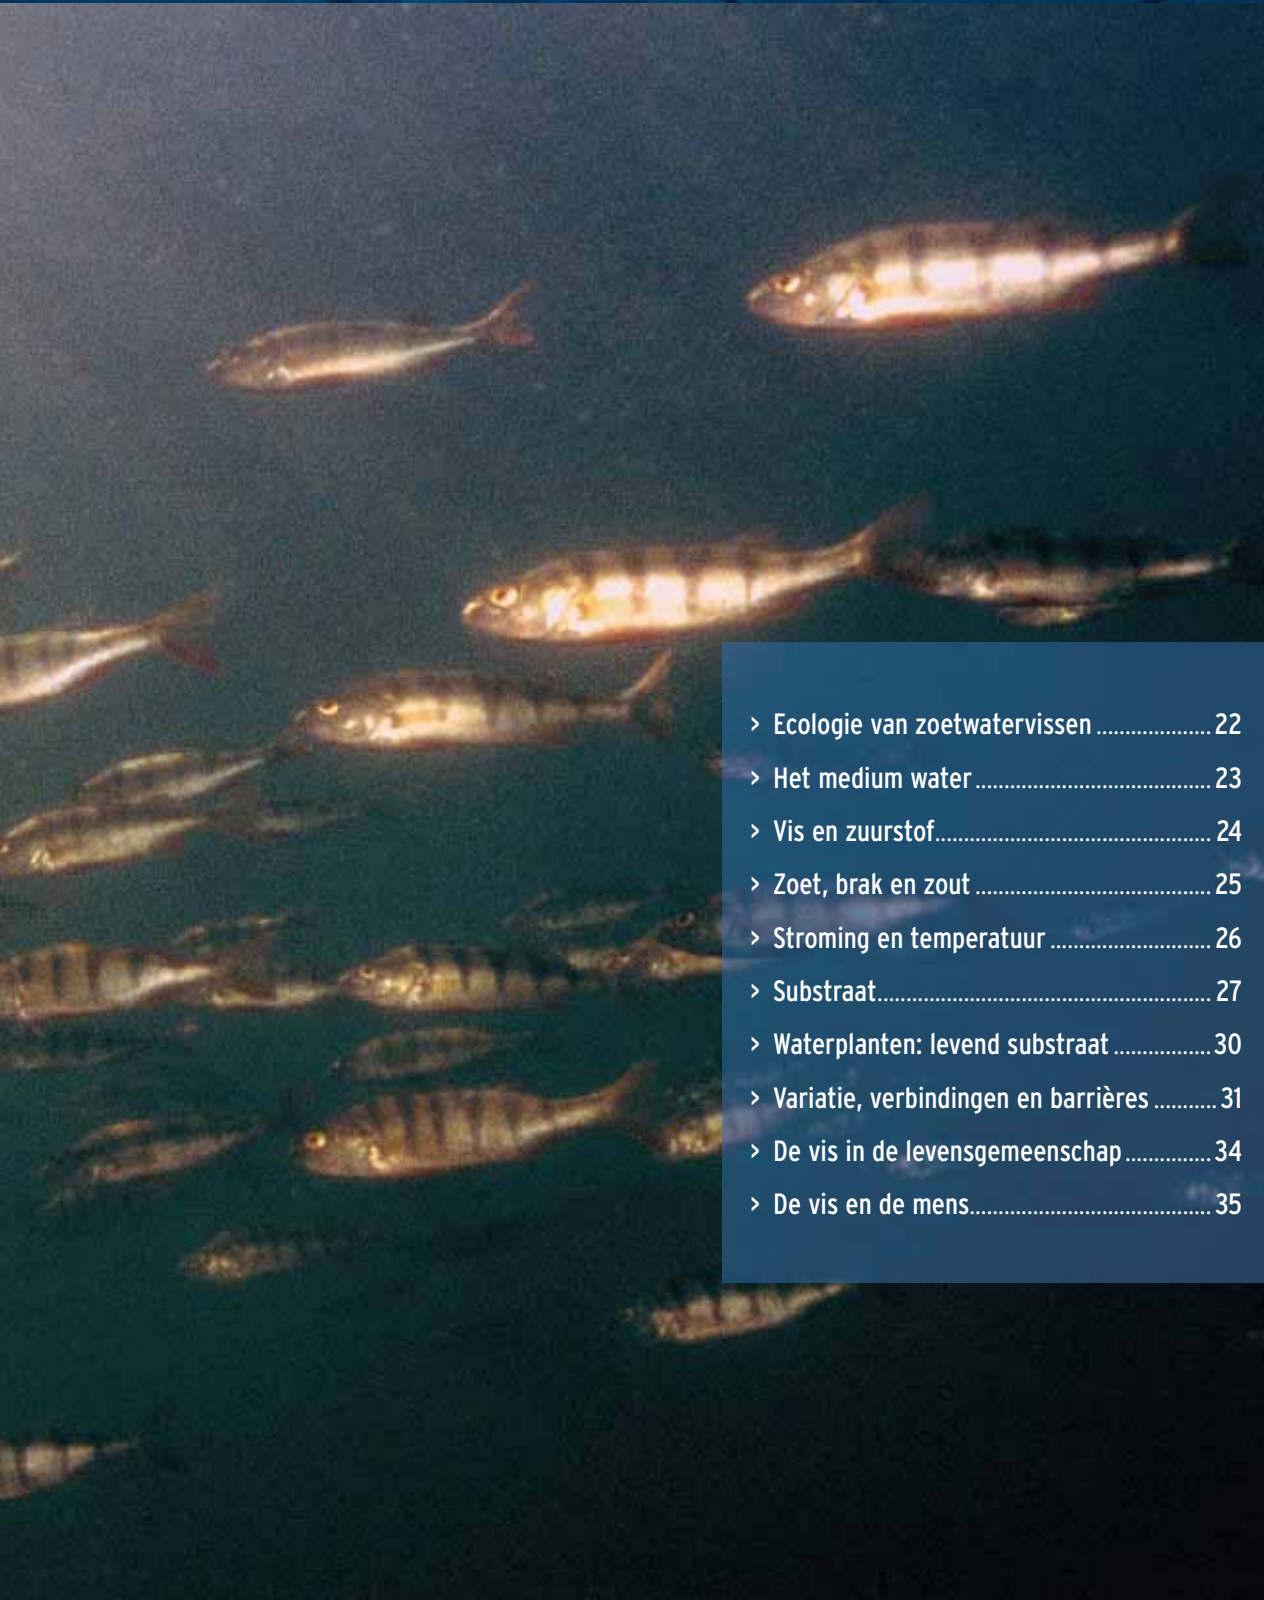 > Ecologie van zoetwatervissen .................... 22
> Het medium water ......................................... 23
> Vis en zuurstof................................................ 24
> Zoet, brak en zout ......................................... 25
> Stroming en temperatuur ............................ 26
> Substraat.......................................................... 27
> Waterplanten: levend substraat ................. 30
> Variatie, verbindingen en barrières ........... 31
> De vis in de levensgemeenschap ............... 34
> De vis en de mens.......................................... 35